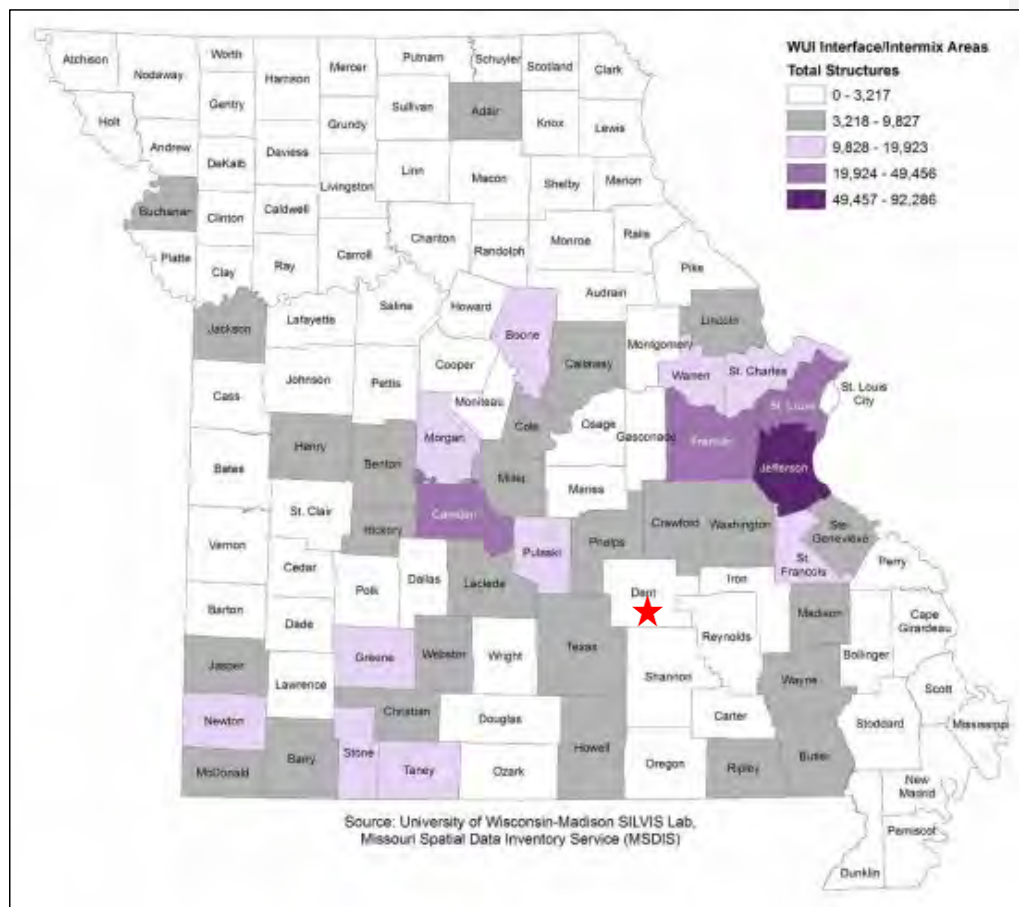 WUI Interface/Intermix Areas
Total Structures
0 - 3,217
3,218 - 9,827
9,828 - 19,923
19,924 - 49,456
49,457 - 92,286
Atchison
Nodaway
Worth
Harrison
Mercer
Putnam
Schuyler
Scotland
Clark
Gentry
Sullivan
Adair
Knox
Lewis
Holt
Andrew
Grundy
DeKalb
Daviess
Linn
Macon
Shelby
Marion
Livingston
Buchanan
Clinton
Caldwell
Chariton
Randolph
Monroe
Ralls
Platte
Clay
Ray
Carroll
Pike
Saline
Howard
Audrain
Jackson
Lafayette
Boone
Callaway
Montgomery
Lincoln
Cooper
Warren
St. Charles
Johnson
Pettis
Moniteau
St. Louis
St. Louis
City
Cass
Cole
Osage
Gasconade
Franklin
Morgan
Henry
Benton
Miller
Jefferson
Bates
Maries
St. Clair
Camden
Crawford
Washington
Ste.
Genevieve
Hickory
Pulaski
Phelps
Vernon
St.
Francois
Perry
Cedar
Dallas
Laclede
Iron
Polk
Dent
Barton
Dade
Madison
Cape
Girardeau
Reynolds
Texas
Bollinger
Jasper
Greene
Webster
Wright
Shannon
Wayne
Lawrence
Scott
Newton
Christian
Douglas
Carter
Stoddard
Mississippi
Stone
Howell
McDonald
Barry
Taney
Ozark
Oregon
Ripley
Butler
New
Madrid
Pemiscot
Dunklin
Source: University of Wisconsin-Madison SILVIS Lab,
Missouri Spatial Data Inventory Service (MSDIS)